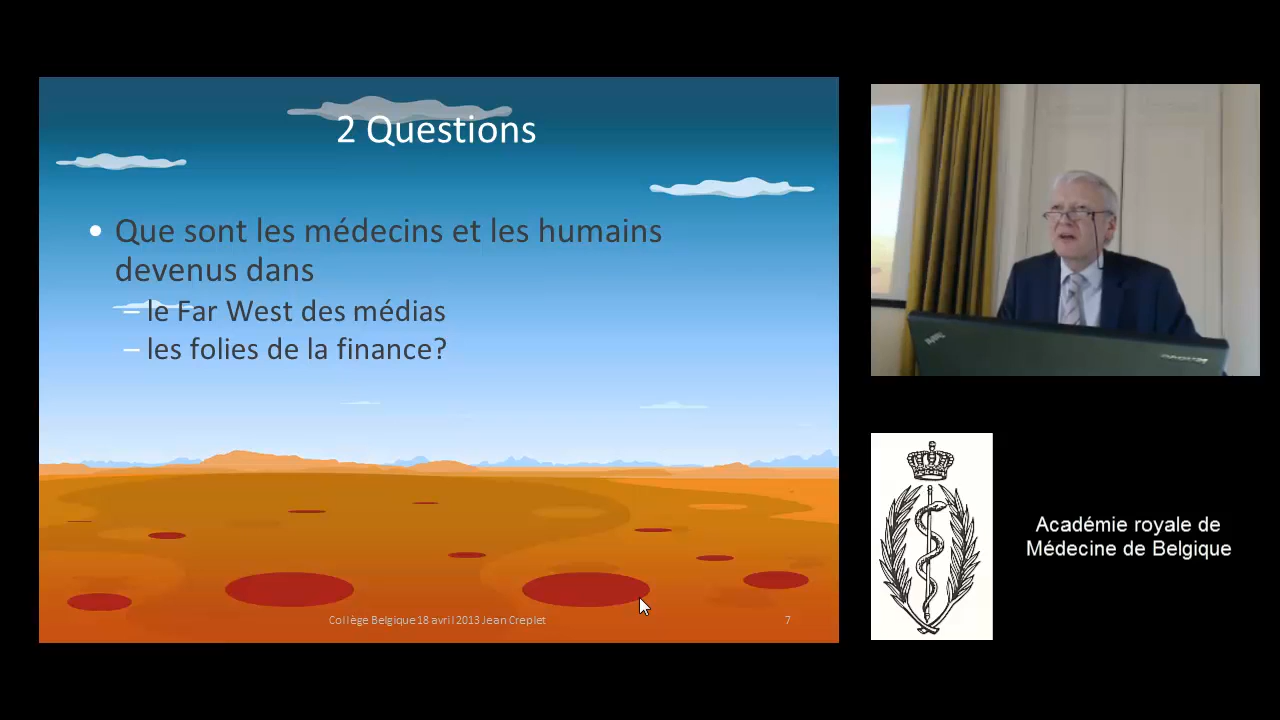 2 Questions
• Que sont les médecins et les humains
devenus dans
– le Far West des médias
– les folies de la finance?
Collège Belgique 18 avril 2013 Jean Creplet
7
Académie royale de
Médecine de Belgique